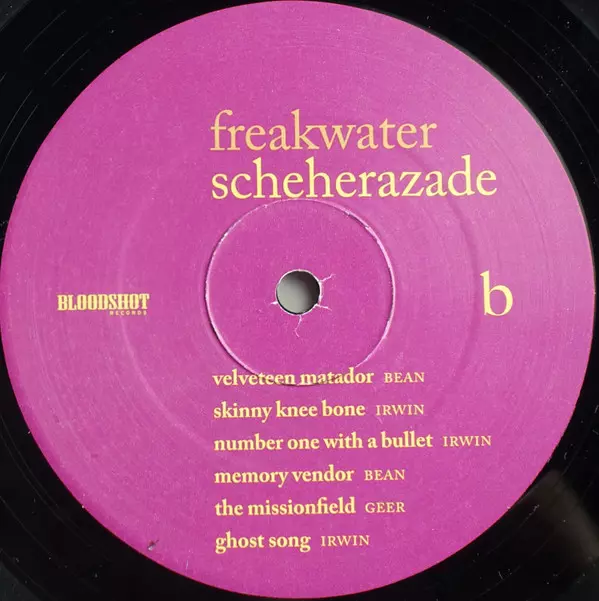 freakwater
scheherazade
BLOODSHOT
RECORDS
b
velveteen matador BEAN
skinny knee bone IRWIN
number one with a bullet IRWIN
memory vendor BEAN
the missionfield GEER
ghost song IRWIN